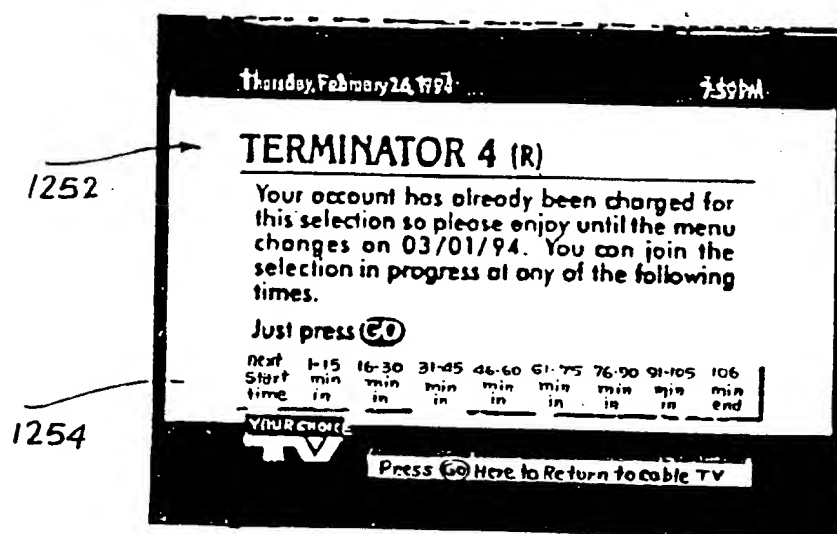 Thursday, February 26, 1994 7:59 PM
TERMINATOR 4 (R)
1252
Your account has already been charged for
this selection so please enjoy until the menu
changes on 03/01/94. You can join the
selection in progress at any of the following
times.
Just press GO
next 1-15 16-30 31-45 46-60 61-75 76-90 91-105 106
Start min min min min min min min min
time in in in in in in in end
1254
YOUR CHOICE
TV
Press GO Here to Return to cable TV